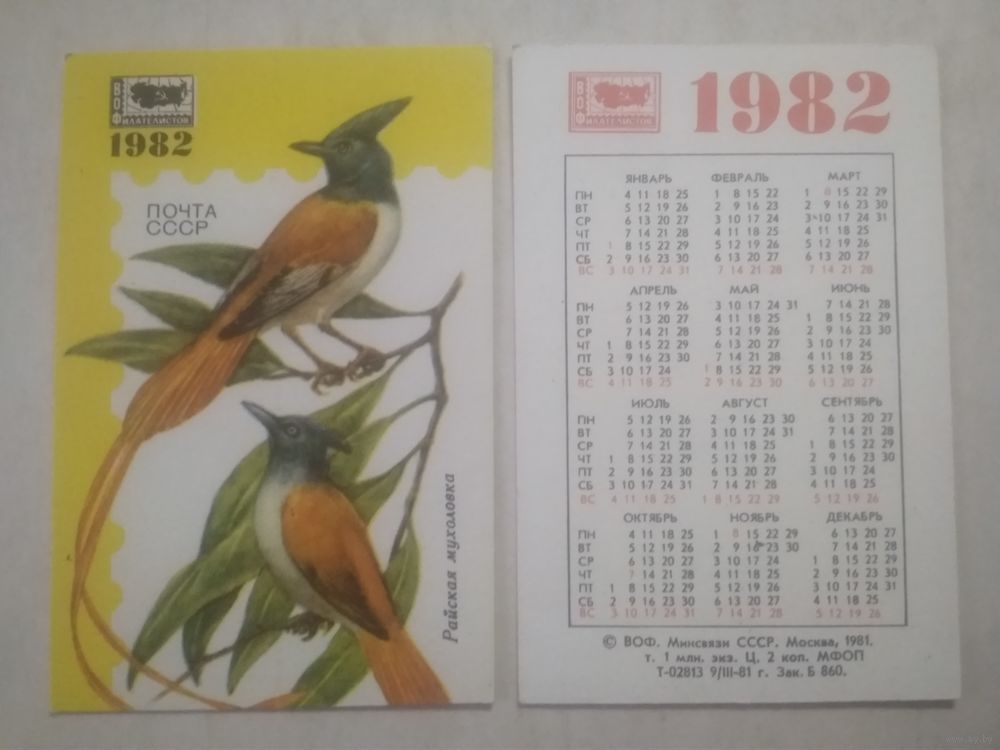 В
О
ФИЛАТЕЛИСТОВ
1982
ПОЧТА
СССР
Райская мухоловка
В
О
ФИЛАТЕЛИСТОВ
1982
ЯНВАРЬ ФЕВРАЛЬ МАРТ
ПН 4 11 18 25 1 8 15 22 1 8 15 22 29
ВТ 5 12 19 26 2 9 16 23 2 9 16 23 30
СР 6 13 20 27 3 10 17 24 3 10 17 24 31
ЧТ 7 14 21 28 4 11 18 25 4 11 18 25
ПТ 1 8 15 22 29 5 12 19 26 5 12 19 26
СБ 2 9 16 23 30 6 13 20 27 6 13 20 27
ВС 3 10 17 24 31 7 14 21 28 7 14 21 28
АПРЕЛЬ МАЙ ИЮНЬ
ПН 5 12 19 26 3 10 17 24 31 7 14 21 28
ВТ 6 13 20 27 4 11 18 25 1 8 15 22 29
СР 7 14 21 28 5 12 19 26 2 9 16 23 30
ЧТ 1 8 15 22 29 6 13 20 27 3 10 17 24
ПТ 2 9 16 23 30 7 14 21 28 4 11 18 25
СБ 3 10 17 24 1 8 15 22 29 5 12 19 26
ВС 4 11 18 25 2 9 16 23 30 6 13 20 27
ИЮЛЬ АВГУСТ СЕНТЯБРЬ
ПН 5 12 19 26 2 9 16 23 30 6 13 20 27
ВТ 6 13 20 27 3 10 17 24 31 7 14 21 28
СР 7 14 21 28 4 11 18 25 1 8 15 22 29
ЧТ 1 8 15 22 29 5 12 19 26 2 9 16 23 30
ПТ 2 9 16 23 30 6 13 20 27 3 10 17 24
СБ 3 10 17 24 31 7 14 21 28 4 11 18 25
ВС 4 11 18 25 1 8 15 22 29 5 12 19 26
ОКТЯБРЬ НОЯБРЬ ДЕКАБРЬ
ПН 4 11 18 25 1 8 15 22 29 6 13 20 27
ВТ 5 12 19 26 2 9 16 23 30 7 14 21 28
СР 6 13 20 27 3 10 17 24 1 8 15 22 29
ЧТ 7 14 21 28 4 11 18 25 2 9 16 23 30
ПТ 1 8 15 22 29 5 12 19 26 3 10 17 24 31
СБ 2 9 16 23 30 6 13 20 27 4 11 18 25
ВС 3 10 17 24 31 7 14 21 28 5 12 19 26
© ВОФ. Минсвязи СССР. Москва, 1981.
т. 1 млн. экз. Ц. 2 коп. МФОП
Т-02813 9/III-81 г. Зак. Б 860.
www.ay.by